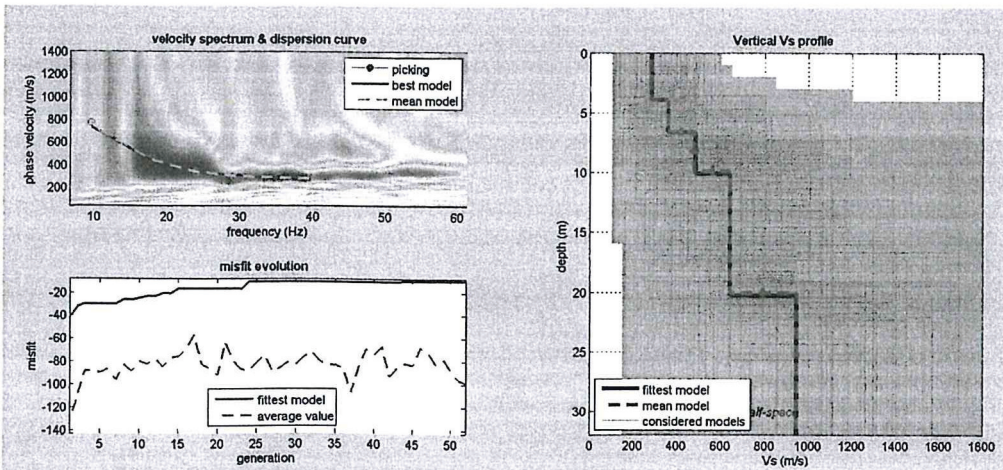 velocity spectrum & dispersion curve
1400
1200
1000
800
600
400
200
phase velocity (m/s)
picking
best model
mean model
10 20 30 40 50 60
frequency (Hz)
misfit evolution
-20
-40
-60
-80
-100
-120
-140
misfit
fittest model
average value
5 10 15 20 25 30 35 40 45 50
generation
Vertical Vs profile
0
5
10
15
20
25
30
depth (m)
fittest model
mean model
considered models
alf-space
0 200 400 600 800 1000 1200 1400 1600 1800
Vs (m/s)